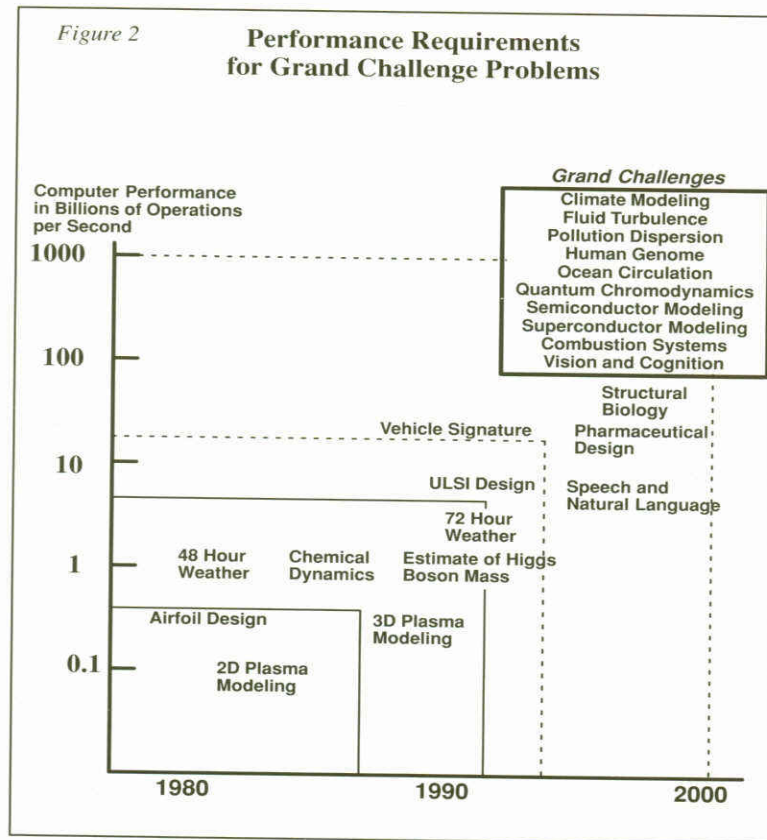 Figure 2
Performance Requirements
for Grand Challenge Problems
Computer Performance
in Billions of Operations
per Second
Grand Challenges
Climate Modeling
Fluid Turbulence
Pollution Dispersion
Human Genome
Ocean Circulation
Quantum Chromodynamics
Semiconductor Modeling
Superconductor Modeling
Combustion Systems
Vision and Cognition
1000
100
Structural
Biology
Vehicle Signature
Pharmaceutical
Design
10
ULSI Design
Speech and
Natural Language
72 Hour
Weather
1
48 Hour
Weather
Chemical
Dynamics
Estimate of Higgs
Boson Mass
Airfoil Design
3D Plasma
Modeling
0.1
2D Plasma
Modeling
1980
1990
2000